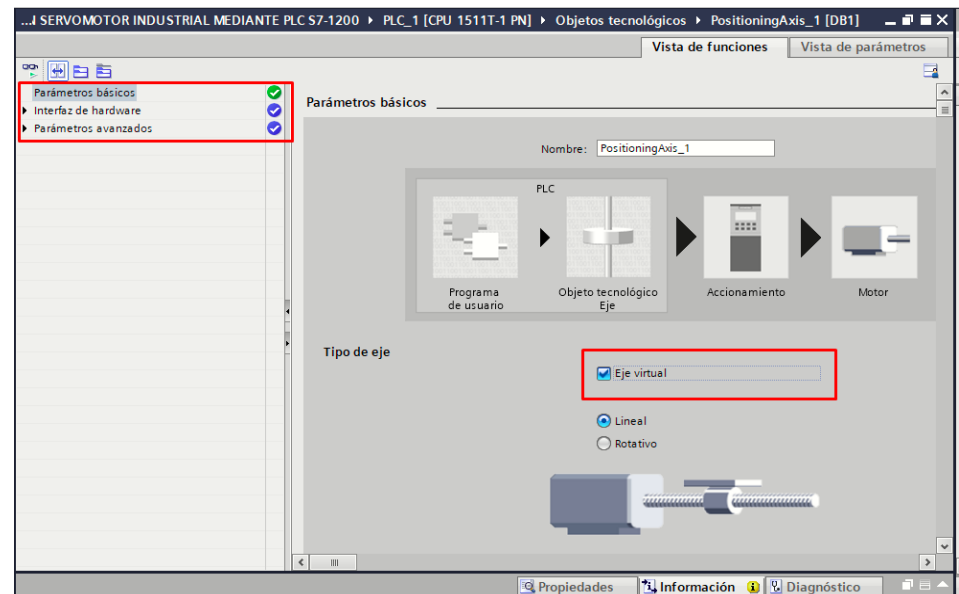 ...I SERVOMOTOR INDUSTRIAL MEDIANTE PLC S7-1200 ▸ PLC_1 [CPU 1511T-1 PN] ▸ Objetos tecnológicos ▸ PositioningAxis_1 [DB1]
Vista de funciones
Vista de parámetros
Parámetros básicos
Interfaz de hardware
Parámetros avanzados
Parámetros básicos
Nombre: PositioningAxis_1
PLC
Programa
de usuario
Objeto tecnológico
Eje
Accionamiento
Motor
Tipo de eje
Eje virtual
Lineal
Rotativo
Propiedades
Información
Diagnóstico